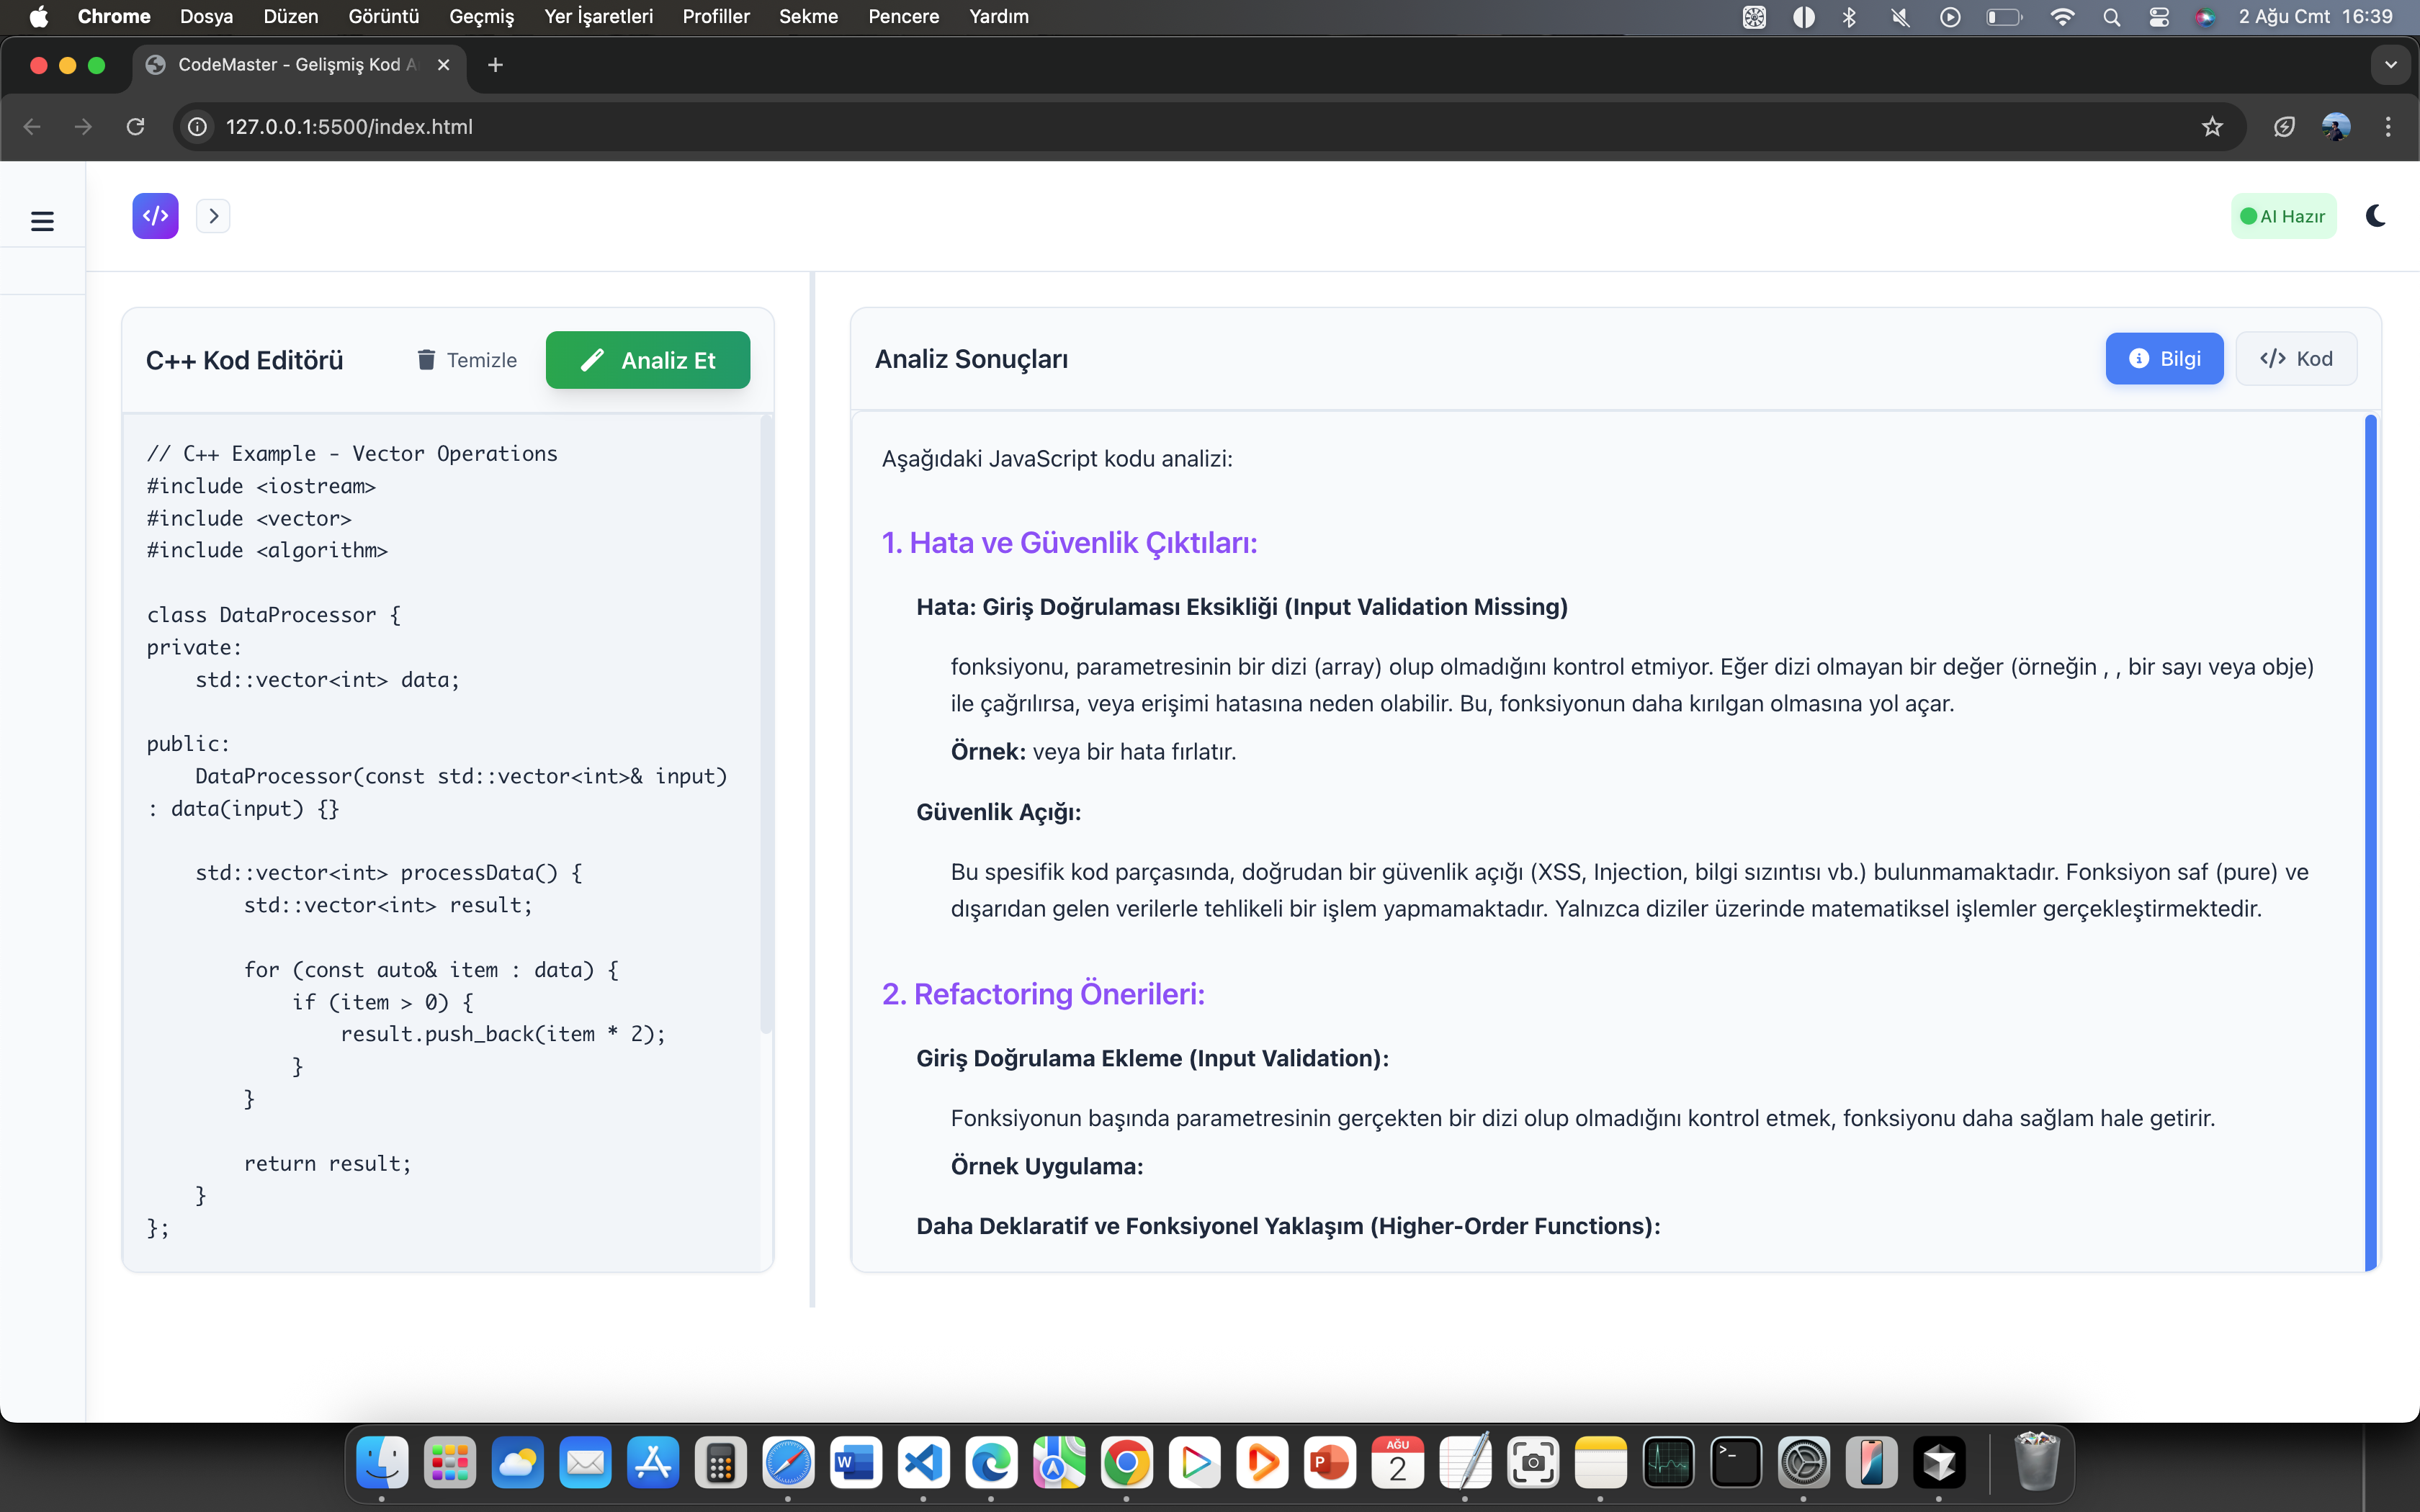 Chrome Dosya Düzen Görüntü Geçmiş Yer İşaretleri Profiller Sekme Pencere Yardım 2 Ağu Cmt 16:39
CodeMaster - Gelişmiş Kod A
127.0.0.1:5500/index.html
</> AI Hazır
C++ Kod Editörü Temizle Analiz Et
// C++ Example - Vector Operations
#include <iostream>
#include <vector>
#include <algorithm>
class DataProcessor {
private:
    std::vector<int> data;
public:
    DataProcessor(const std::vector<int>& input)
: data(input) {}
    std::vector<int> processData() {
        std::vector<int> result;
        for (const auto& item : data) {
            if (item > 0) {
                result.push_back(item * 2);
            }
        }
        return result;
    }
};
Analiz Sonuçları Bilgi </> Kod
Aşağıdaki JavaScript kodu analizi:
1. Hata ve Güvenlik Çıktıları:
Hata: Giriş Doğrulaması Eksikliği (Input Validation Missing)
fonksiyonu, parametresinin bir dizi (array) olup olmadığını kontrol etmiyor. Eğer dizi olmayan bir değer (örneğin , , bir sayı veya obje)
ile çağrılırsa, veya erişimi hatasına neden olabilir. Bu, fonksiyonun daha kırılgan olmasına yol açar.
Örnek: veya bir hata fırlatır.
Güvenlik Açığı:
Bu spesifik kod parçasında, doğrudan bir güvenlik açığı (XSS, Injection, bilgi sızıntısı vb.) bulunmamaktadır. Fonksiyon saf (pure) ve
dışarıdan gelen verilerle tehlikeli bir işlem yapmamaktadır. Yalnızca diziler üzerinde matematiksel işlemler gerçekleştirmektedir.
2. Refactoring Önerileri:
Giriş Doğrulama Ekleme (Input Validation):
Fonksiyonun başında parametresinin gerçekten bir dizi olup olmadığını kontrol etmek, fonksiyonu daha sağlam hale getirir.
Örnek Uygulama:
Daha Deklaratif ve Fonksiyonel Yaklaşım (Higher-Order Functions):
W P AĞU
2 >_